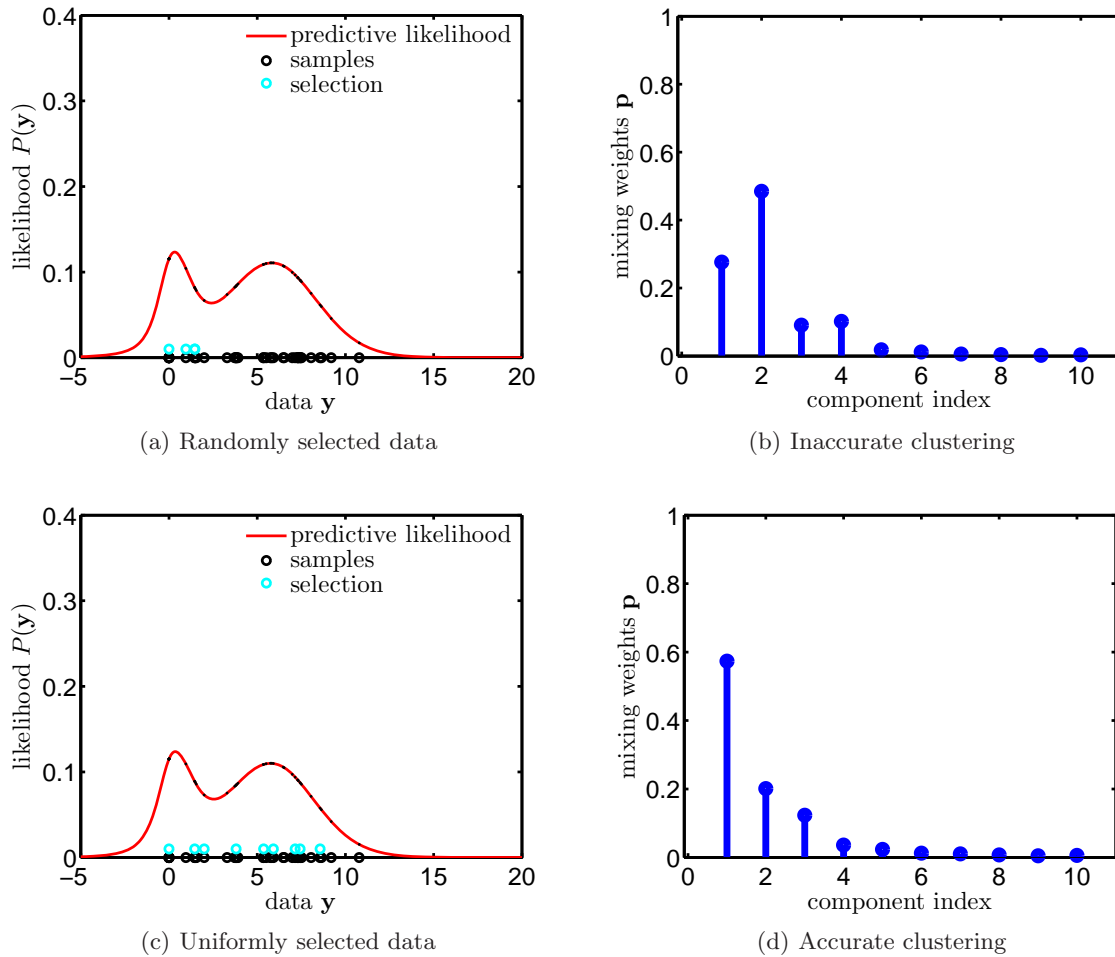 0.4
0.3
0.2
0.1
0
−5
0
5
10
15
20
likelihood P(y)
data y
predictive likelihood
samples
selection
(a) Randomly selected data
1
0.8
0.6
0.4
0.2
0
0
2
4
6
8
10
mixing weights p
component index
(b) Inaccurate clustering
0.4
0.3
0.2
0.1
0
−5
0
5
10
15
20
likelihood P(y)
data y
predictive likelihood
samples
selection
(c) Uniformly selected data
1
0.8
0.6
0.4
0.2
0
0
2
4
6
8
10
mixing weights p
component index
(d) Accurate clustering